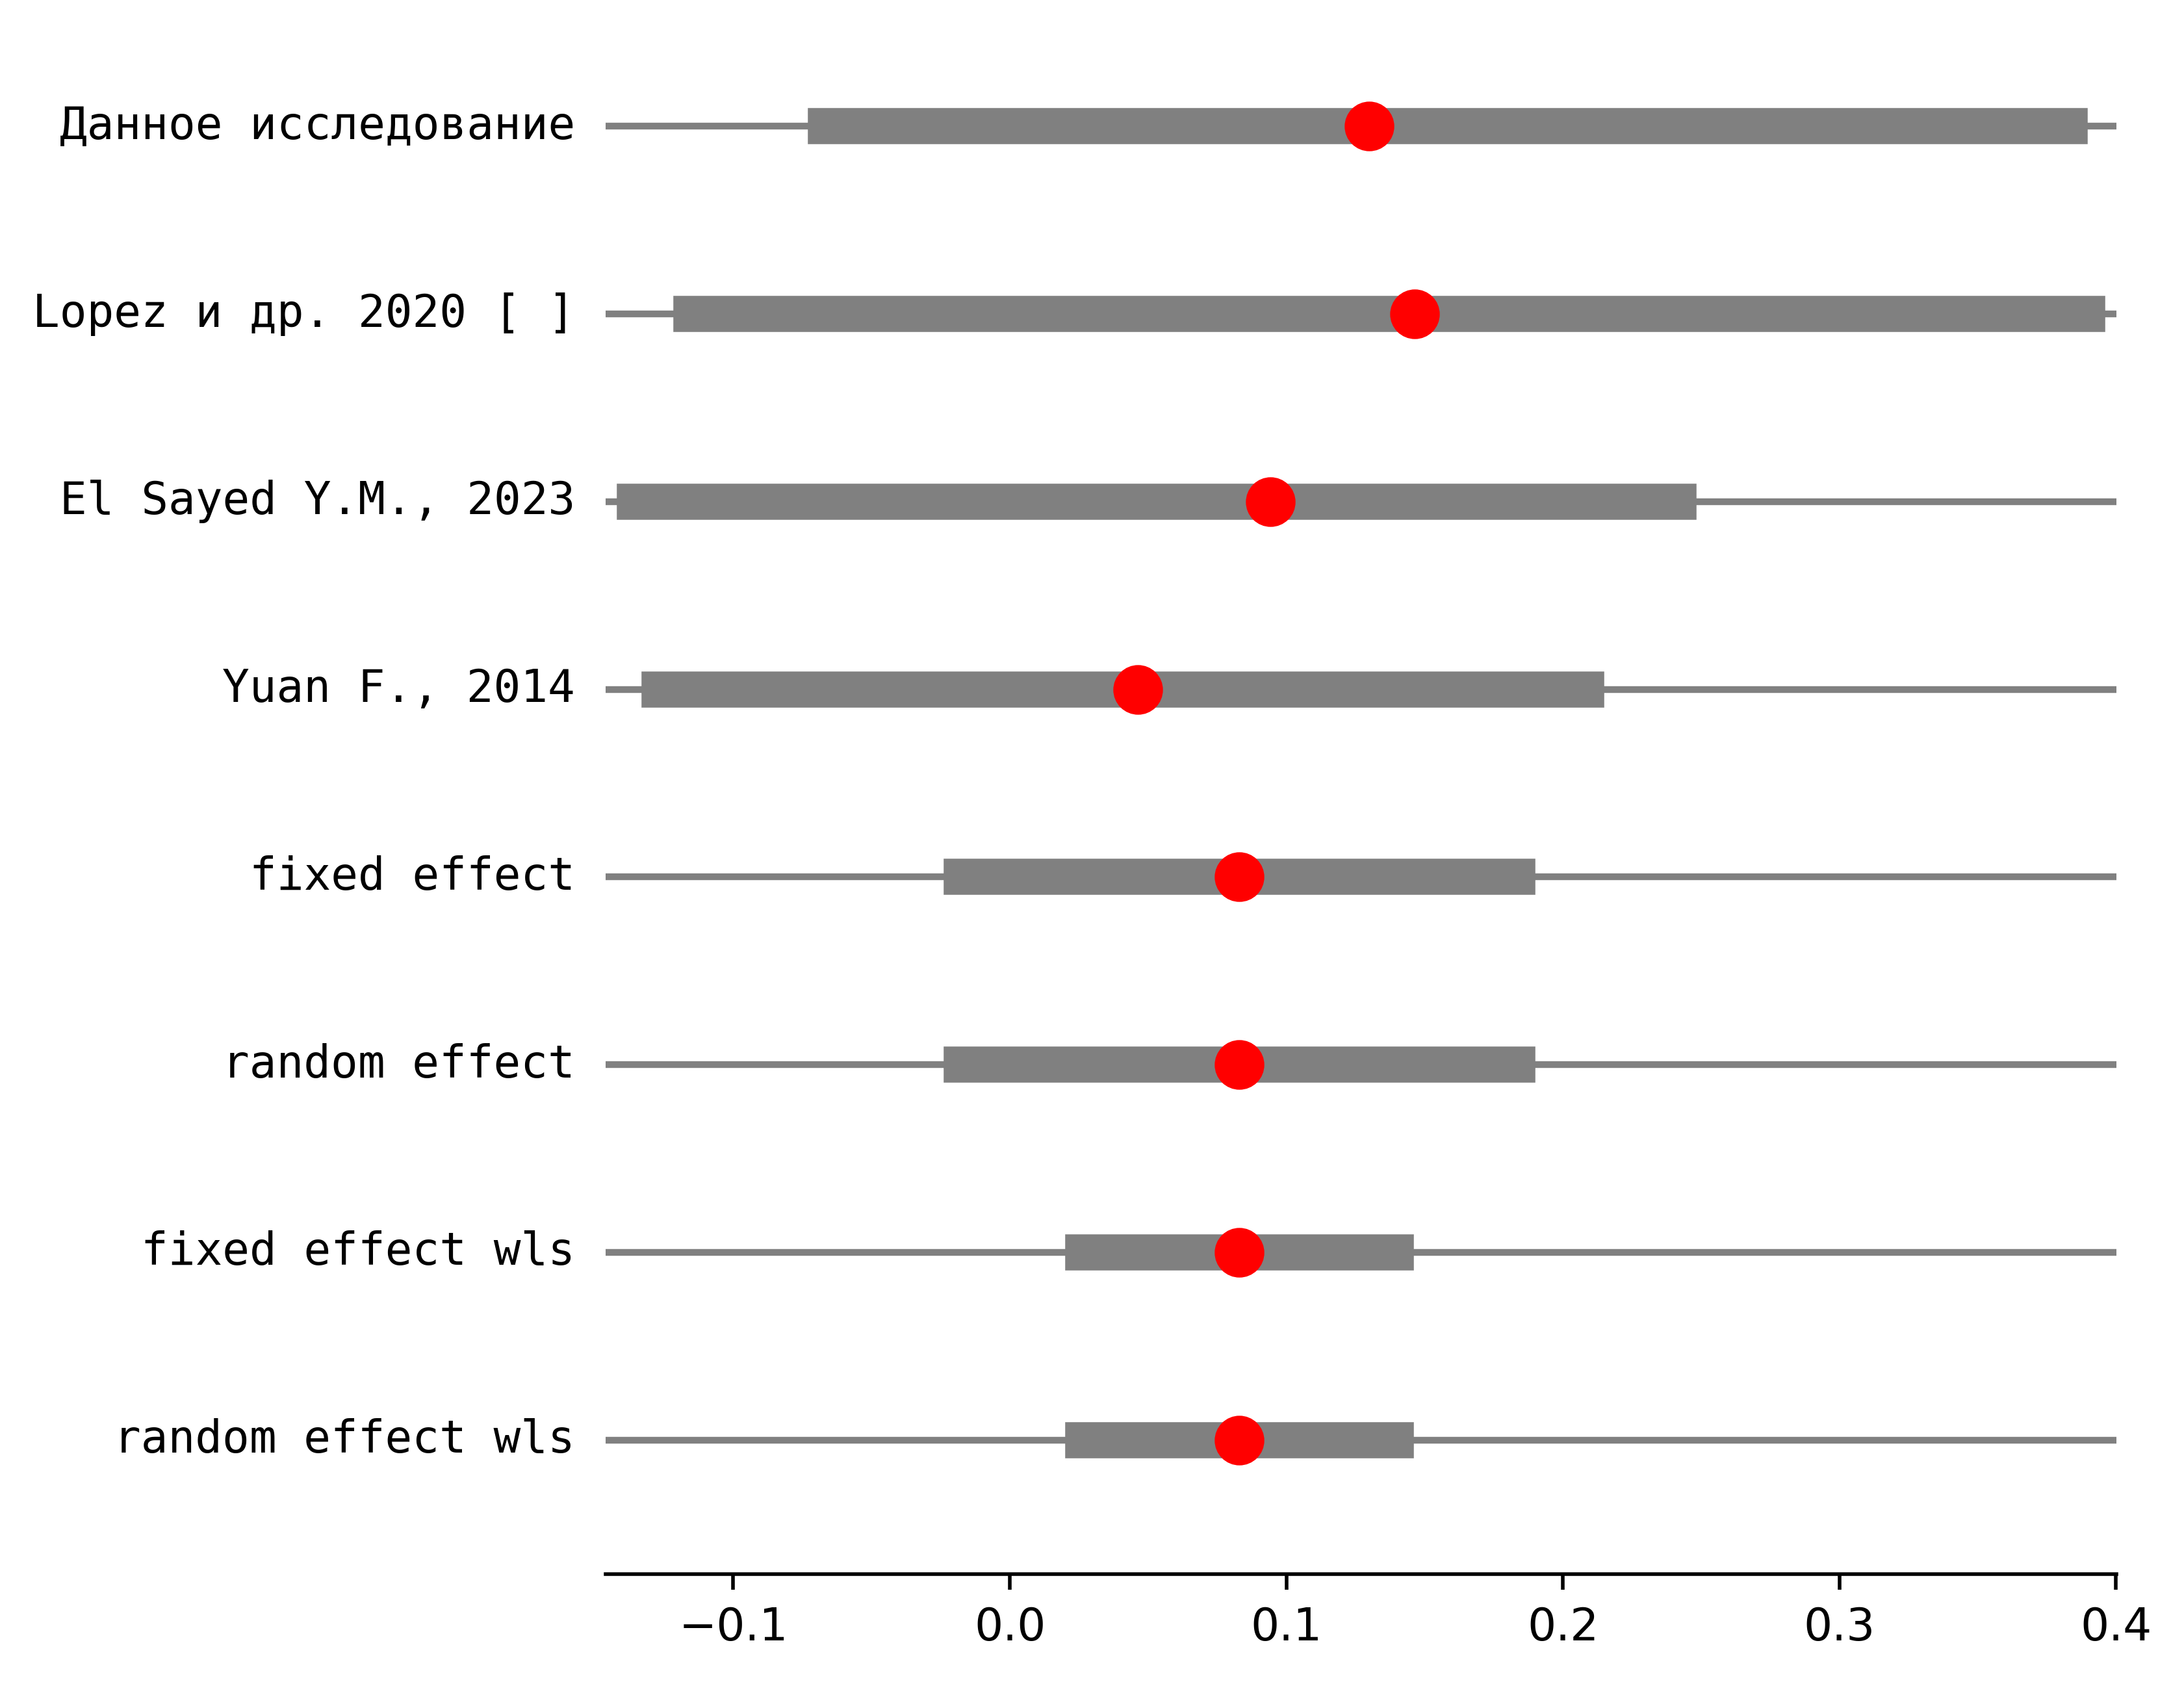 Данное исследование
Lopez и др. 2020 [ ]
El Sayed Y.M., 2023
Yuan F., 2014
fixed effect
random effect
fixed effect wls
random effect wls
−0.1 0.0 0.1 0.2 0.3 0.4